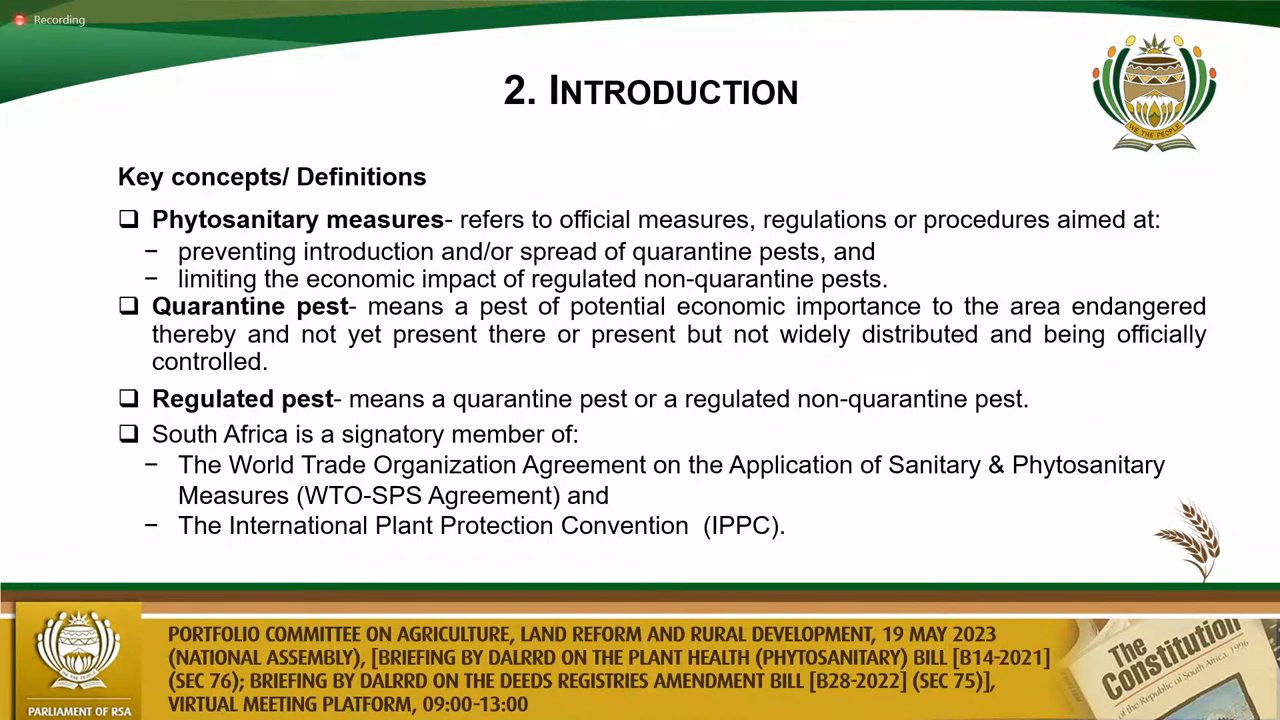 Recording
2. INTRODUCTION
WE THE PEOPLE
Key concepts/ Definitions
❑ Phytosanitary measures- refers to official measures, regulations or procedures aimed at:
− preventing introduction and/or spread of quarantine pests, and
− limiting the economic impact of regulated non-quarantine pests.
❑ Quarantine pest- means a pest of potential economic importance to the area endangered
thereby and not yet present there or present but not widely distributed and being officially
controlled.
❑ Regulated pest- means a quarantine pest or a regulated non-quarantine pest.
❑ South Africa is a signatory member of:
− The World Trade Organization Agreement on the Application of Sanitary & Phytosanitary
Measures (WTO-SPS Agreement) and
− The International Plant Protection Convention (IPPC).
PORTFOLIO COMMITTEE ON AGRICULTURE, LAND REFORM AND RURAL DEVELOPMENT, 19 MAY 2023
(NATIONAL ASSEMBLY), [BRIEFING BY DALRRD ON THE PLANT HEALTH (PHYTOSANITARY) BILL [B14-2021]
(SEC 76); BRIEFING BY DALRRD ON THE DEEDS REGISTRIES AMENDMENT BILL [B28-2022] (SEC 75)],
VIRTUAL MEETING PLATFORM, 09:00-13:00
PARLIAMENT OF RSA
The
Constitution
of the Republic of South Africa, 1996